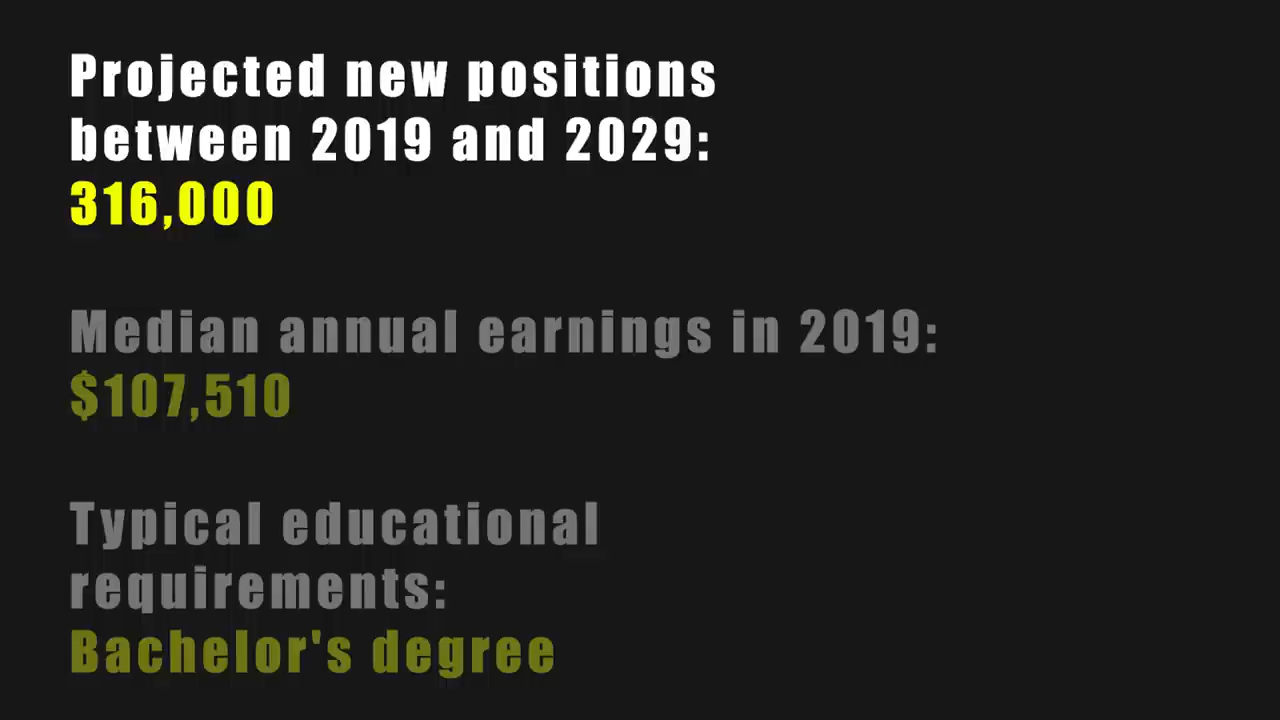 Projected new positions
between 2019 and 2029:
316,000
Median annual earnings in 2019:
$107,510
Typical educational
requirements:
Bachelor's degree